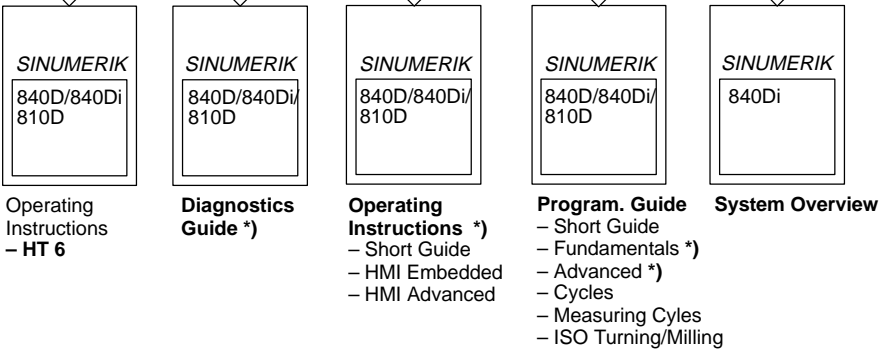 SINUMERIK
840D/840Di
810D
Operating
Instructions
– HT 6
SINUMERIK
840D/840Di/
810D
Diagnostics
Guide *)
SINUMERIK
840D/840Di/
810D
Operating
Instructions *)
– Short Guide
– HMI Embedded
– HMI Advanced
SINUMERIK
840D/840Di/
810D
Program. Guide
– Short Guide
– Fundamentals *)
– Advanced *)
– Cycles
– Measuring Cyles
– ISO Turning/Milling
SINUMERIK
840Di
System Overview